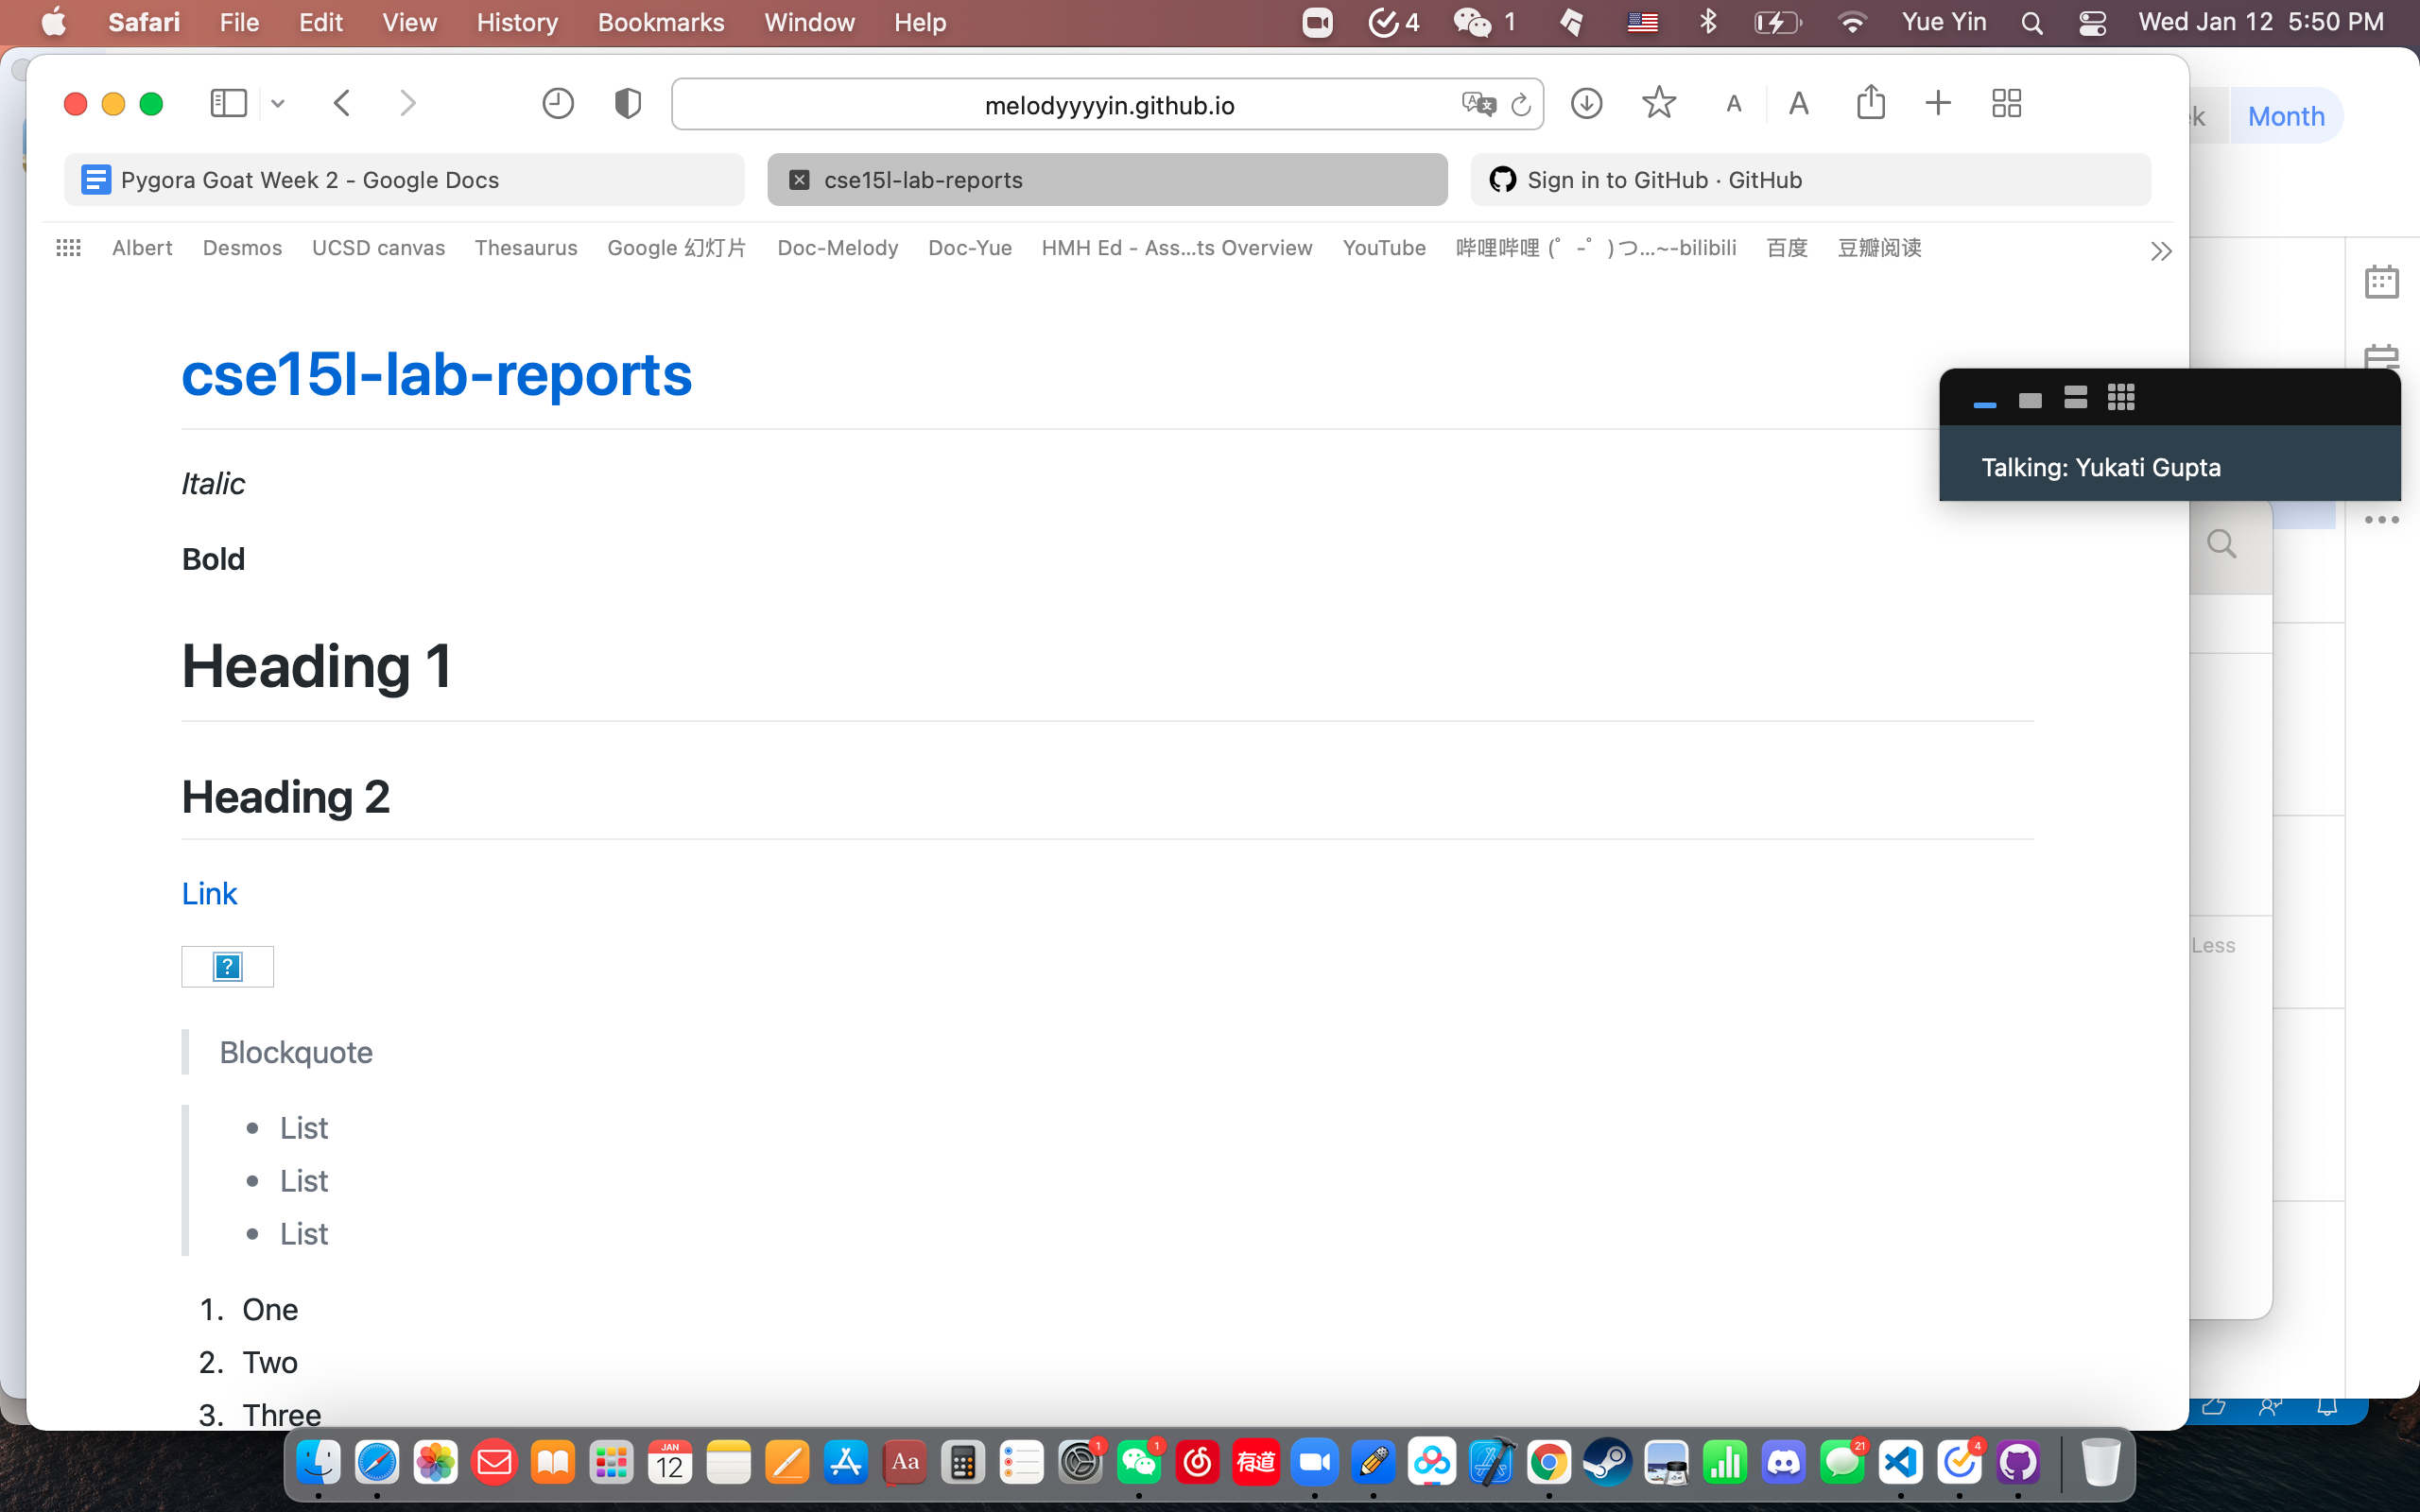 Safari File Edit View History Bookmarks Window Help 4 1 Yue Yin Wed Jan 12 5:50 PM
melodyyyyin.github.io A A
Month
Pygora Goat Week 2 - Google Docs cse15l-lab-reports Sign in to GitHub · GitHub
Albert Desmos UCSD canvas Thesaurus Google 幻灯片 Doc-Melody Doc-Yue HMH Ed - Ass...ts Overview YouTube 哔哩哔哩 (゜-゜)つ...~-bilibili 百度 豆瓣阅读
cse15l-lab-reports
Talking: Yukati Gupta
Italic
Bold
Heading 1
Heading 2
Link
?
Less
Blockquote
List
List
List
1. One
2. Two
3. Three
JAN
12
Aa
1
1
有道
21
4